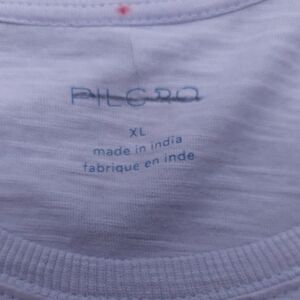 PILCRO
XL
made in india
fabrique en inde